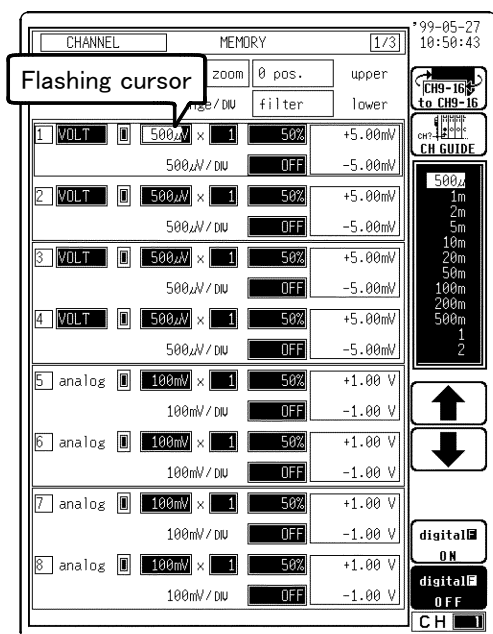 '99-05-27
CHANNEL MEMORY 1/3 10:50:43
Flashing cursor
zoom 0 pos. upper
nge/DIV filter lower
CH9-16
to CH9-16
CH?
CH GUIDE
1 VOLT 500µV × 1 50% +5.00mV
500µV/DIV OFF -5.00mV
2 VOLT 500µV × 1 50% +5.00mV
500µV/DIV OFF -5.00mV
3 VOLT 500µV × 1 50% +5.00mV
500µV/DIV OFF -5.00mV
4 VOLT 500µV × 1 50% +5.00mV
500µV/DIV OFF -5.00mV
5 analog 100mV × 1 50% +1.00 V
100mV/DIV OFF -1.00 V
6 analog 100mV × 1 50% +1.00 V
100mV/DIV OFF -1.00 V
7 analog 100mV × 1 50% +1.00 V
100mV/DIV OFF -1.00 V
8 analog 100mV × 1 50% +1.00 V
100mV/DIV OFF -1.00 V
500µ
1m
2m
5m
10m
20m
50m
100m
200m
500m
1
2
digital F
ON
digital F
OFF
CH 1